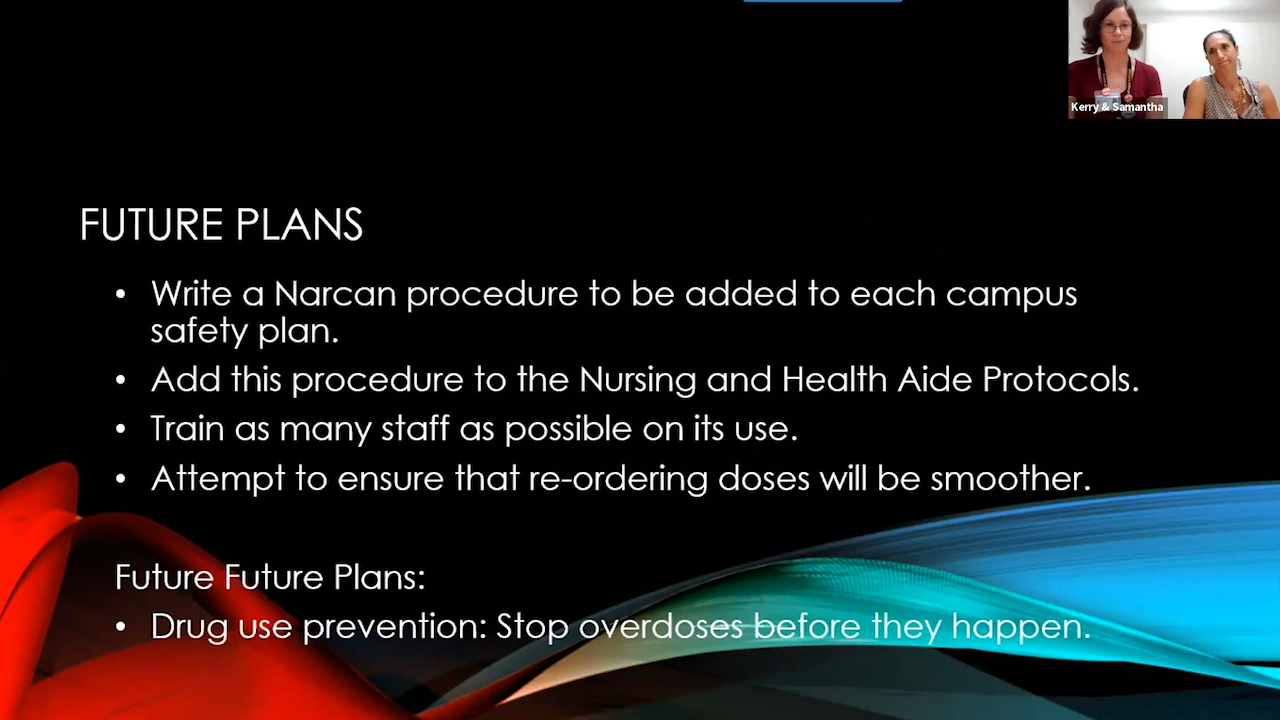 Kerry & Samantha
FUTURE PLANS
• Write a Narcan procedure to be added to each campus
safety plan.
• Add this procedure to the Nursing and Health Aide Protocols.
• Train as many staff as possible on its use.
• Attempt to ensure that re-ordering doses will be smoother.
Future Future Plans:
• Drug use prevention: Stop overdoses before they happen.